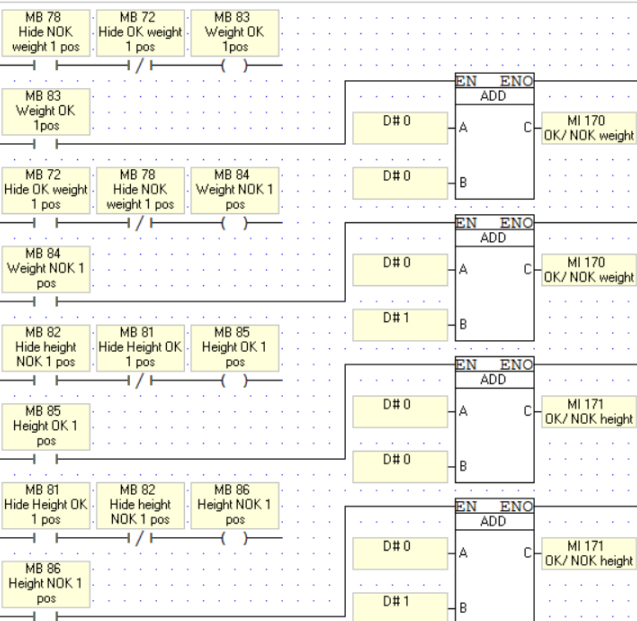 MB 78
Hide NOK
weight 1 pos
MB 72
Hide OK weight
1 pos
MB 83
Weight OK
1pos
MB 83
Weight OK
1pos
EN ENO
ADD
D# 0
A
C
MI 170
OK/ NOK weight
D# 0
B
MB 72
Hide OK weight
1 pos
MB 78
Hide NOK
weight 1 pos
MB 84
Weight NOK 1
pos
MB 84
Weight NOK 1
pos
EN ENO
ADD
D# 0
A
C
MI 170
OK/ NOK weight
D# 1
B
MB 82
Hide height
NOK 1 pos
MB 81
Hide Height OK
1 pos
MB 85
Height OK 1
pos
MB 85
Height OK 1
pos
EN ENO
ADD
D# 0
A
C
MI 171
OK/ NOK height
D# 0
B
MB 81
Hide Height OK
1 pos
MB 82
Hide height
NOK 1 pos
MB 86
Height NOK 1
pos
MB 86
Height NOK 1
pos
EN ENO
ADD
D# 0
A
C
MI 171
OK/ NOK height
D# 1
B